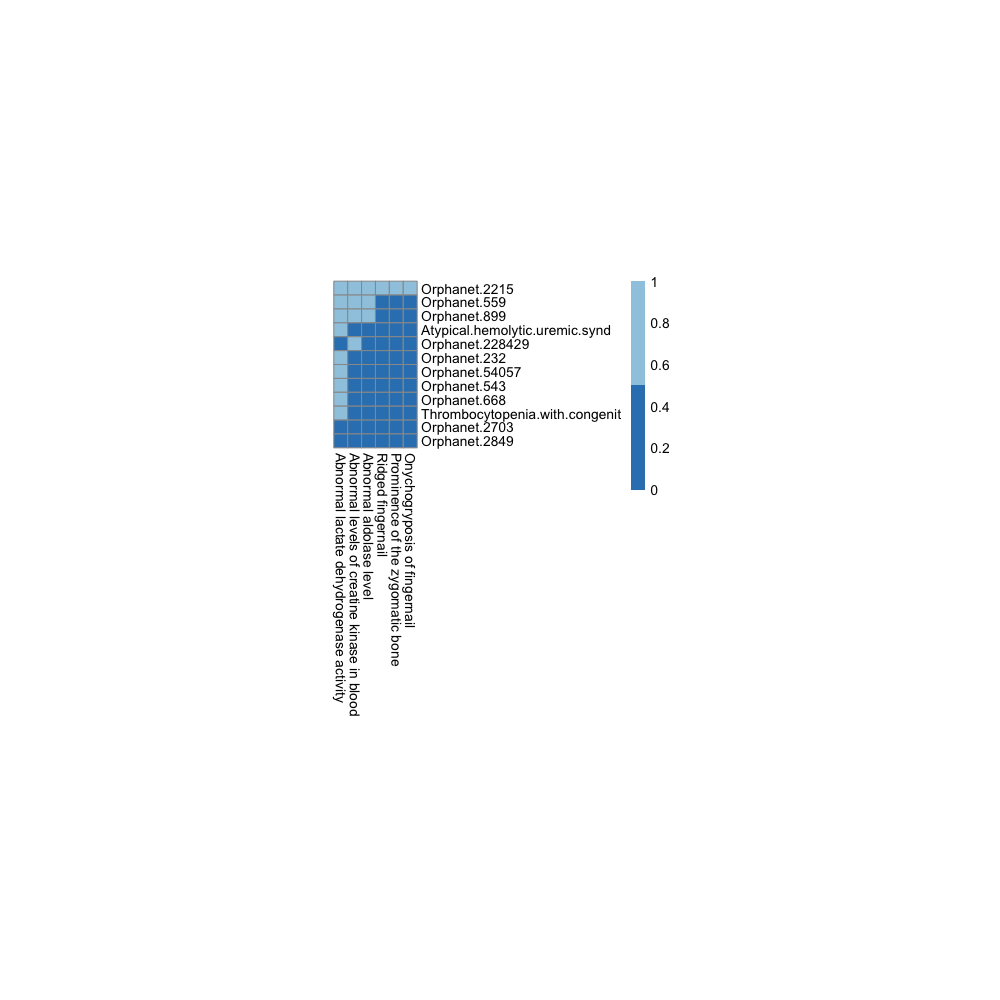 Orphanet.2215
Orphanet.559
Orphanet.899
Atypical.hemolytic.uremic.synd
Orphanet.228429
Orphanet.232
Orphanet.54057
Orphanet.543
Orphanet.668
Thrombocytopenia.with.congenit
Orphanet.2703
Orphanet.2849
1
0.8
0.6
0.4
0.2
0
Abnormal lactate dehydrogenase activity
Abnormal levels of creatine kinase in blood
Abnormal aldolase level
Ridged fingernail
Prominence of the zygomatic bone
Onychogryposis of fingernail